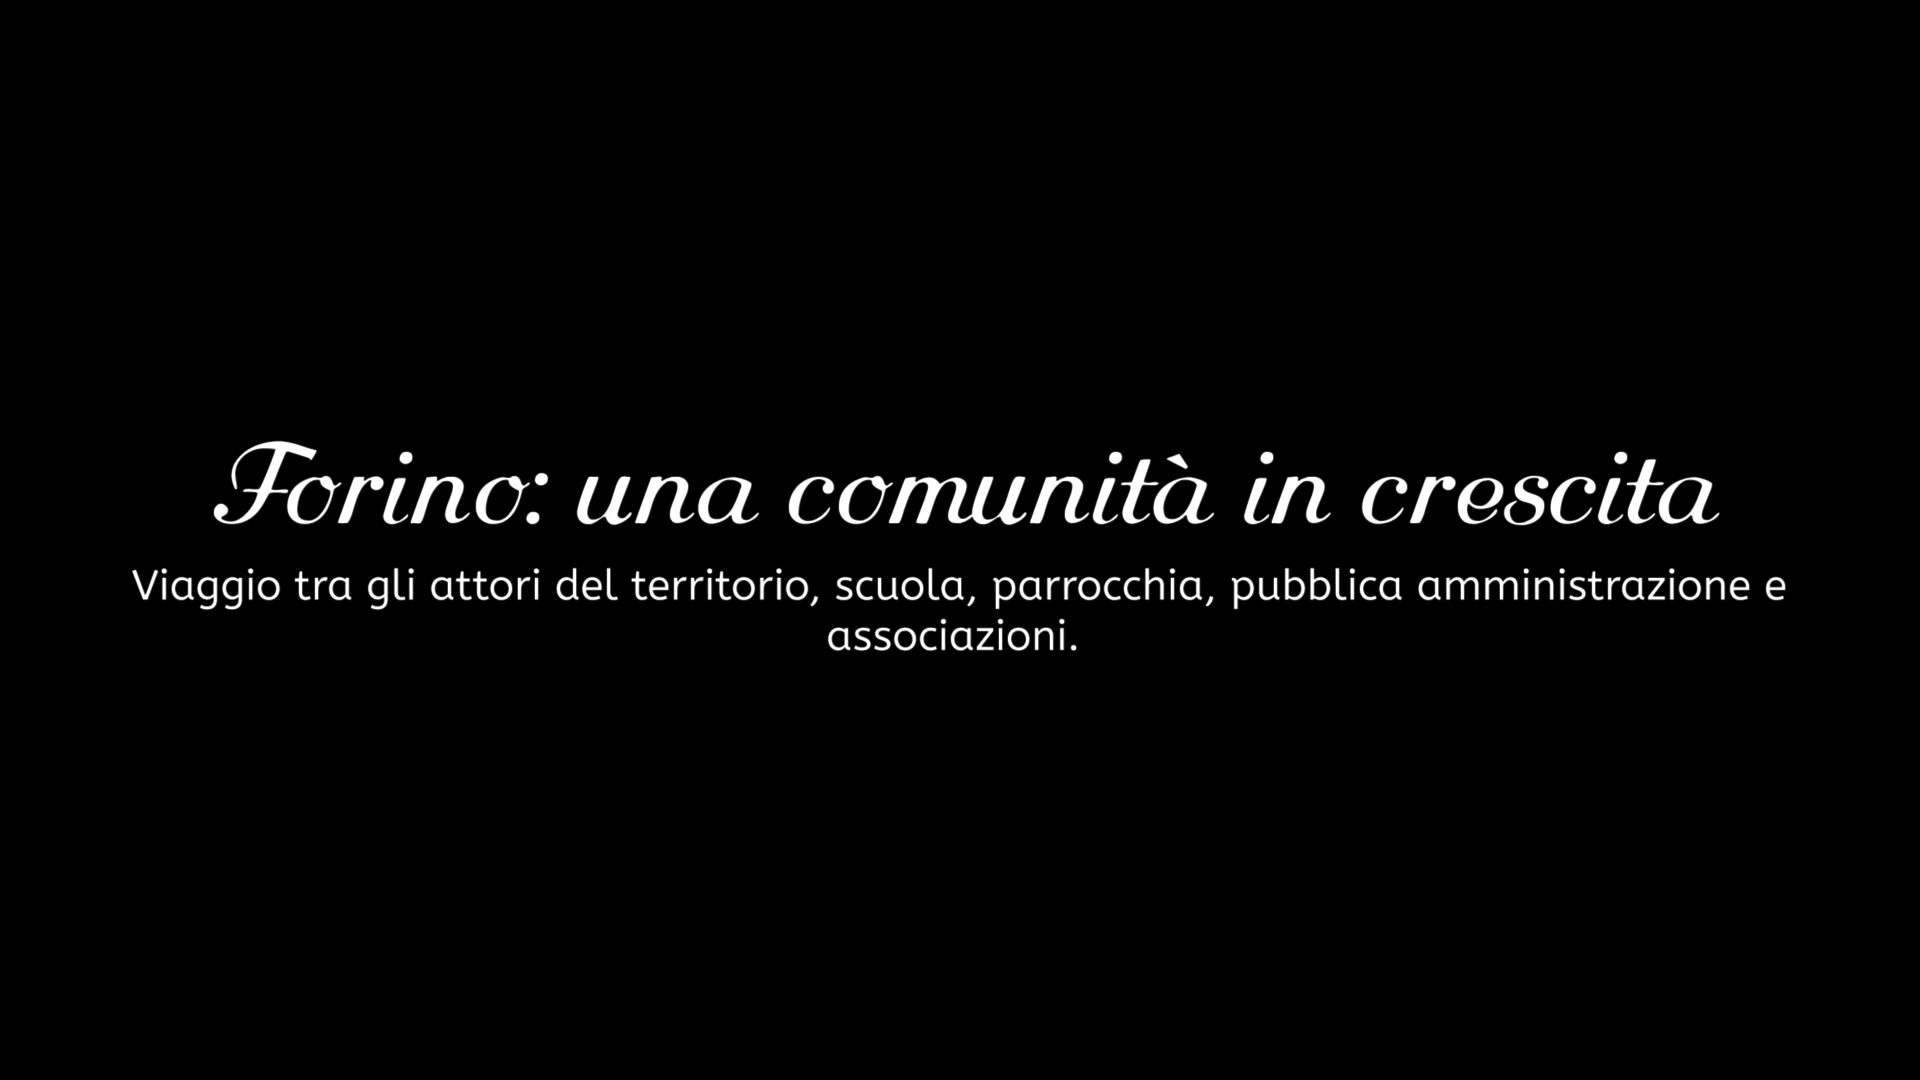 Forino: una comunità in crescita
Viaggio tra gli attori del territorio, scuola, parrocchia, pubblica amministrazione e
associazioni.